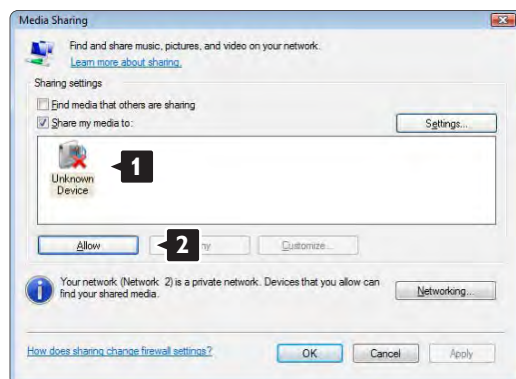 Media Sharing
Find and share music, pictures, and video on your network.
Learn more about sharing.
Sharing settings
Find media that others are sharing
Share my media to:
Settings...
1
Unknown
Device
Allow
2
ny
Customize...
Your network (Network 2) is a private network. Devices that you allow can
find your shared media.
Networking...
How does sharing change firewall settings?
OK
Cancel
Apply